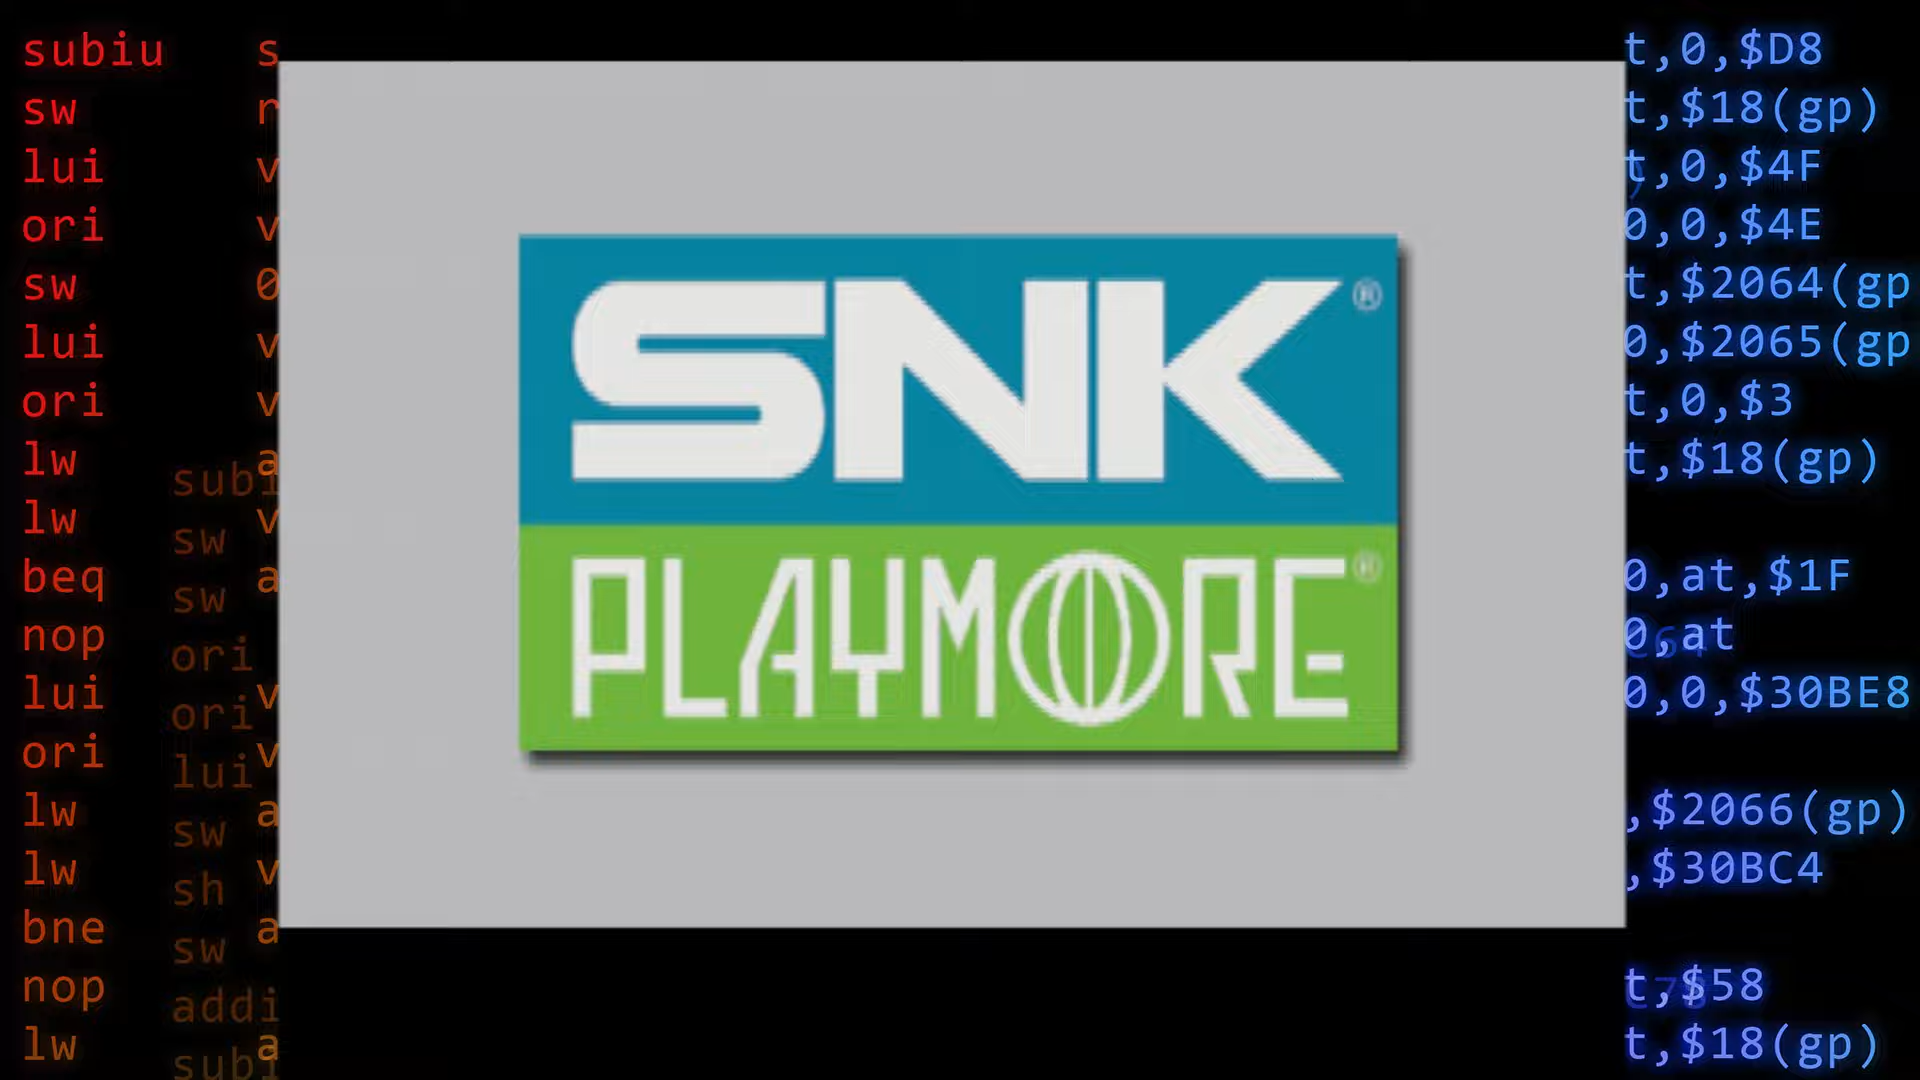 subiu s t,0,$D8
sw t,$18(gp)
lui v t,0,$4F
ori v 0,0,$4E
SNK®
sw 0 t,$2064(gp
lui v 0,$2065(gp
ori v t,0,$3
lw a t,$18(gp)
subi
lw v
sw
PLAYMORE®
beq a 0,at,$1F
sw
nop 0,at
ori
lui v 0,0,$30BE8
ori
ori v
lui
lw a ,$2066(gp)
sw
lw v ,$30BC4
sh
bne a
sw
nop t,$58
addi
lw a t,$18(gp)
subi